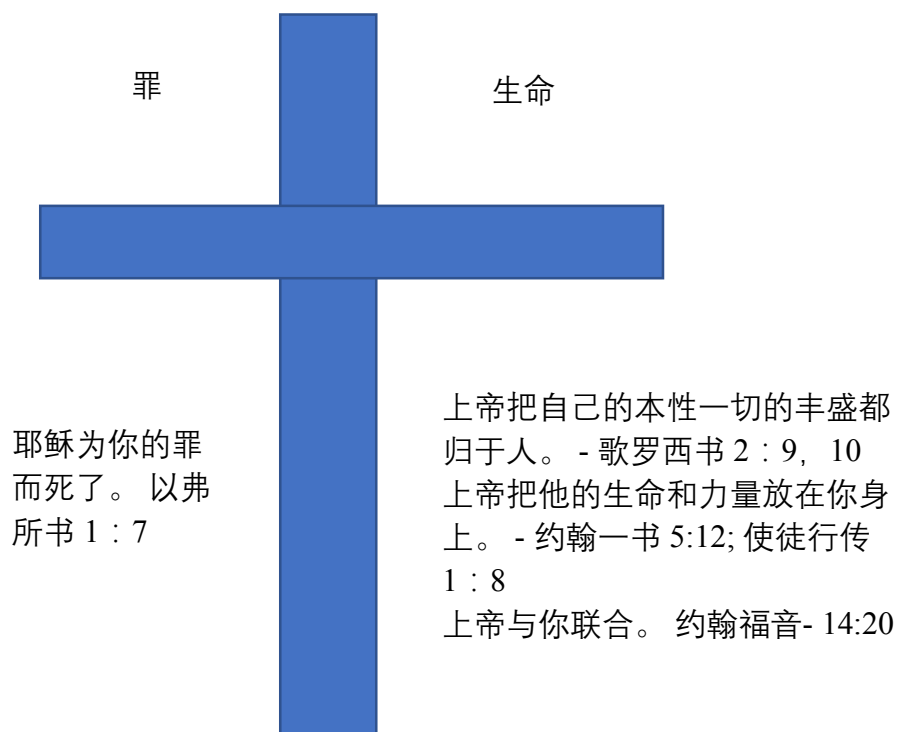 罪
生命
耶稣为你的罪
而死了。 以弗
所书 1：7
上帝把自己的本性一切的丰盛都
归于人。 - 歌罗西书 2：9，10
上帝把他的生命和力量放在你身
上。 - 约翰一书 5:12; 使徒行传
1：8
上帝与你联合。 约翰福音- 14:20